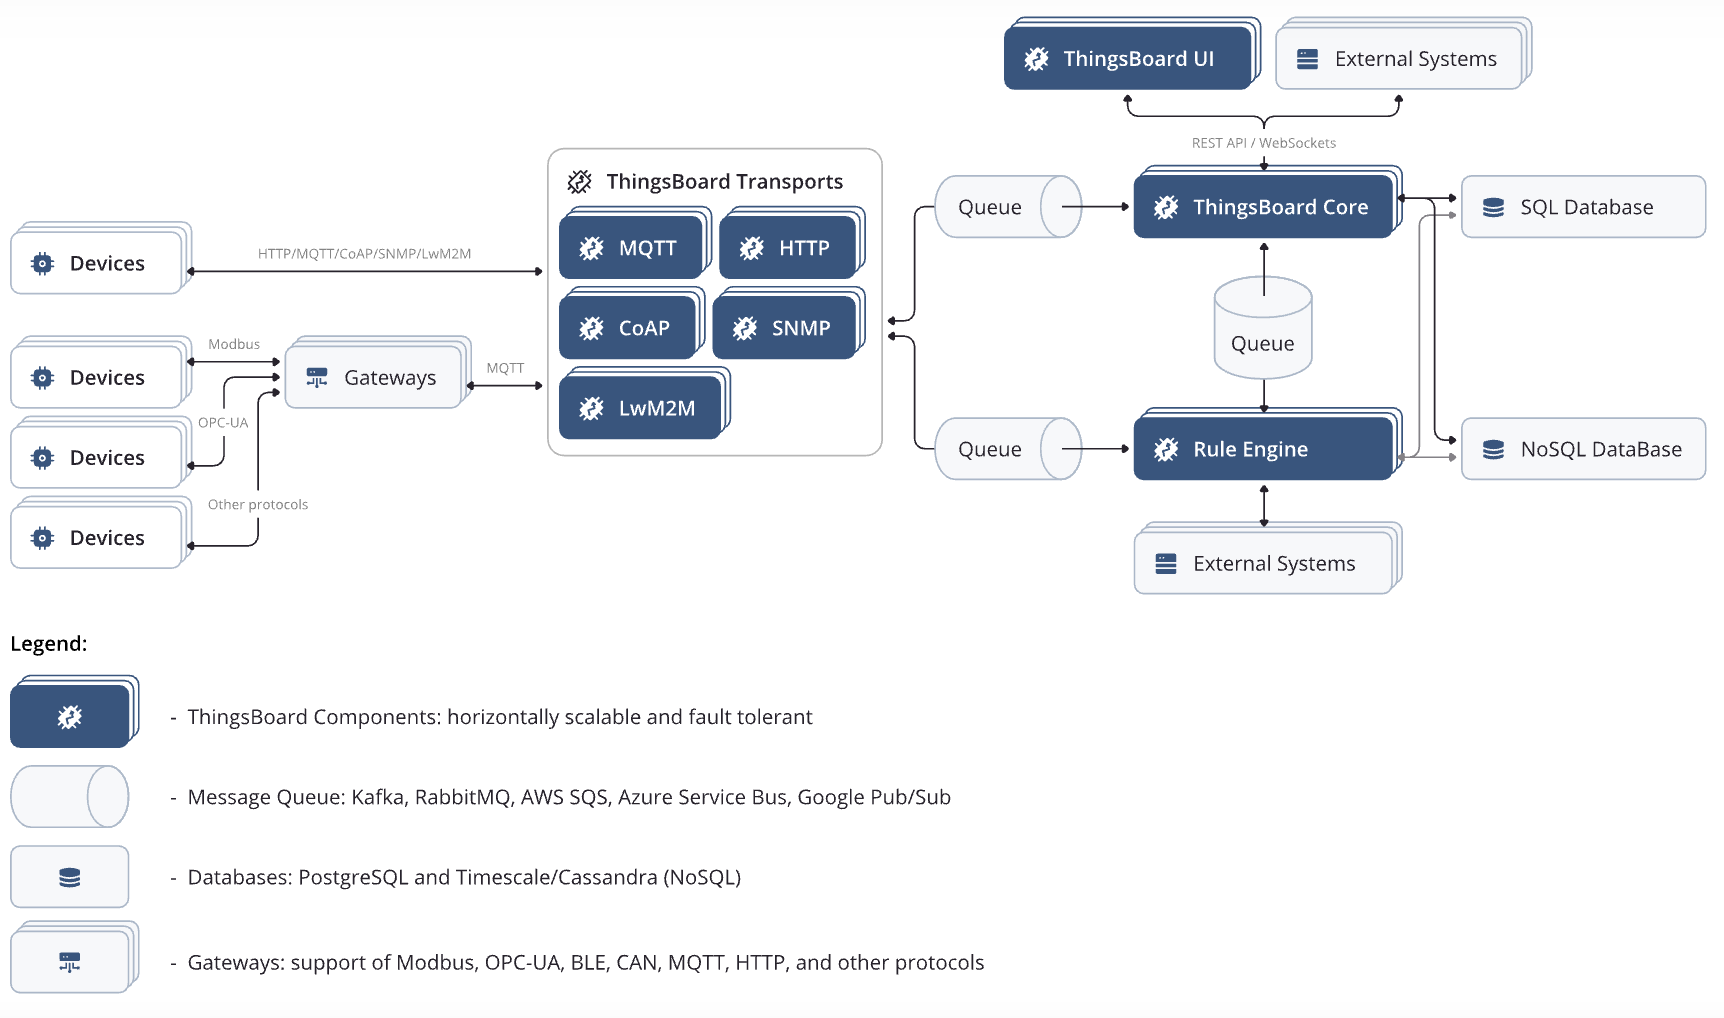 ThingsBoard UI
External Systems
REST API / WebSockets
ThingsBoard Transports
MQTT
HTTP
CoAP
SNMP
LwM2M
Queue
ThingsBoard Core
SQL Database
Devices
HTTP/MQTT/CoAP/SNMP/LwM2M
Devices
Modbus
Gateways
MQTT
OPC-UA
Devices
Other protocols
Devices
Queue
Queue
Rule Engine
NoSQL DataBase
External Systems
Legend:
- ThingsBoard Components: horizontally scalable and fault tolerant
- Message Queue: Kafka, RabbitMQ, AWS SQS, Azure Service Bus, Google Pub/Sub
- Databases: PostgreSQL and Timescale/Cassandra (NoSQL)
- Gateways: support of Modbus, OPC-UA, BLE, CAN, MQTT, HTTP, and other protocols